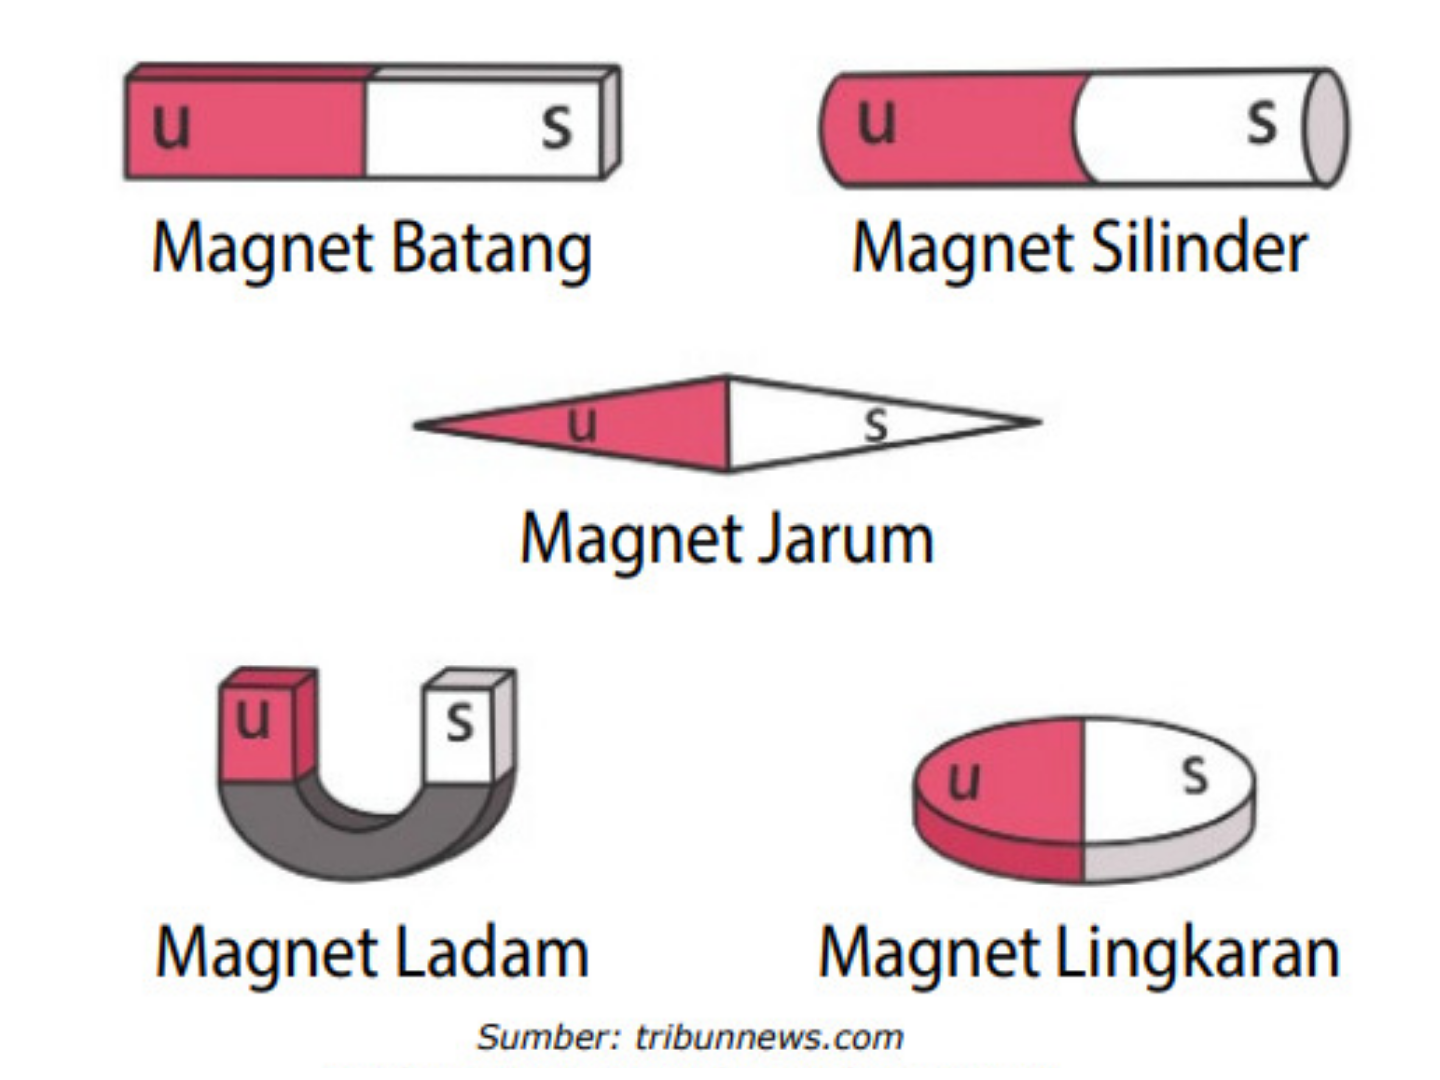 u s
u s
Magnet Batang
Magnet Silinder
u s
Magnet Jarum
u s
u s
Magnet Ladam
Magnet Lingkaran
Sumber: tribunnews.com